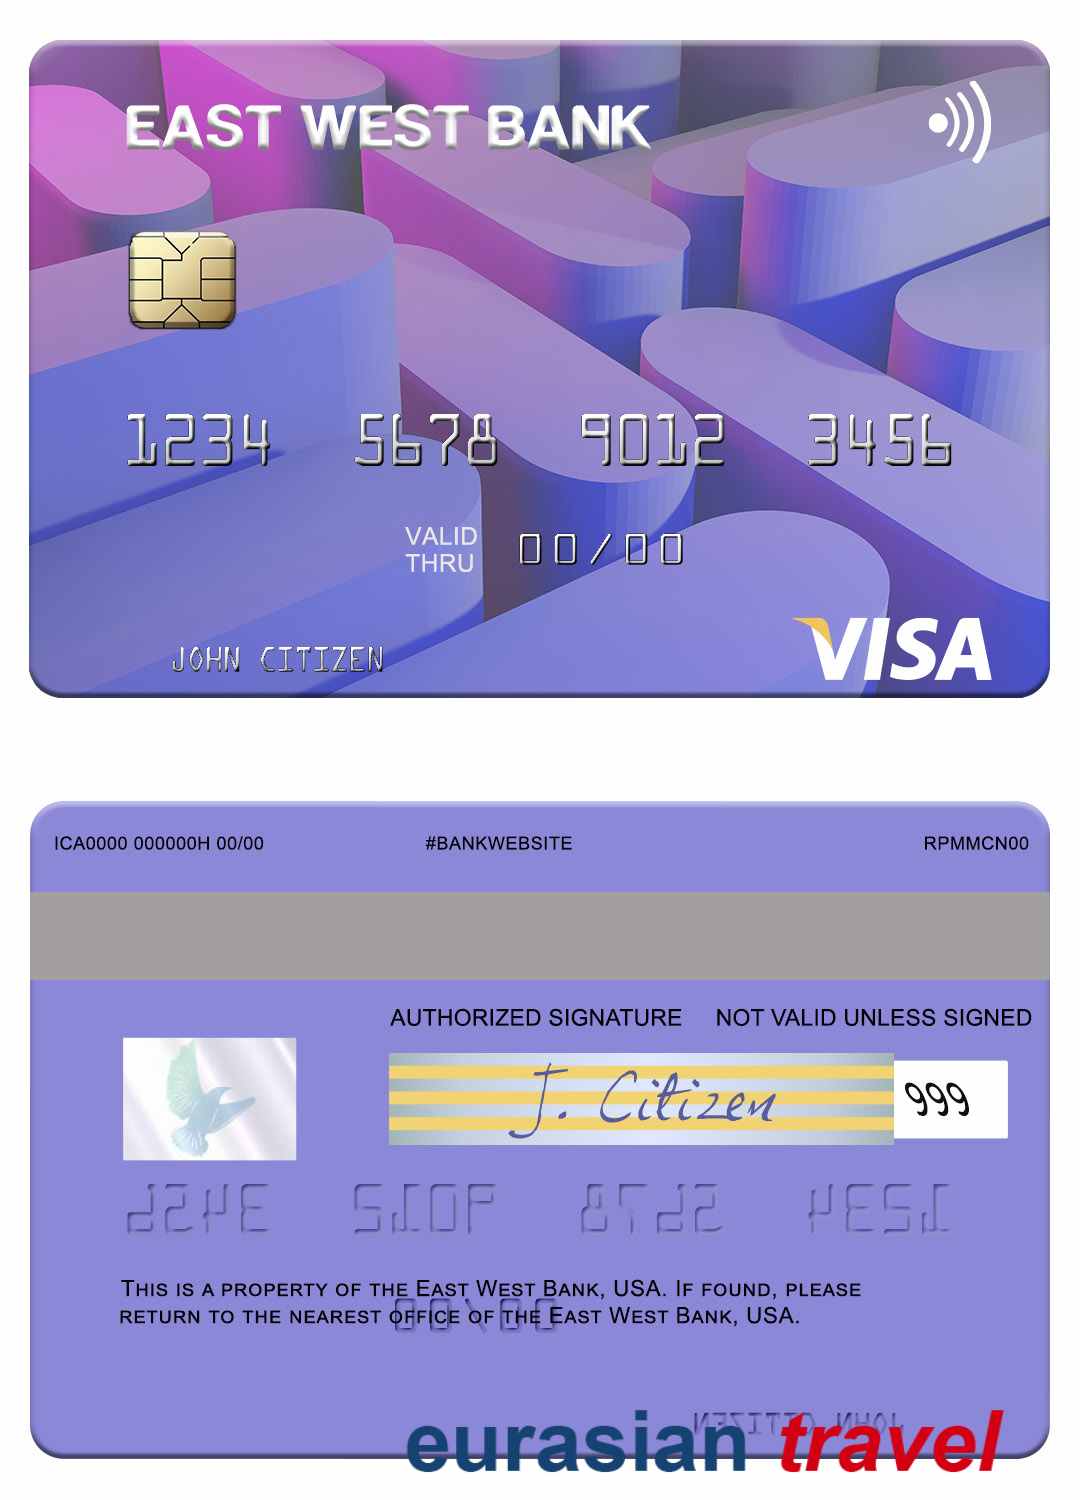 EAST WEST BANK
1234 5678 9012 3456
VALID
THRU 00/00
JOHN CITIZEN
VISA
ICA0000 000000H 00/00 #BANKWEBSITE RPMMCN00
AUTHORIZED SIGNATURE NOT VALID UNLESS SIGNED
J. Citizen 999
THIS IS A PROPERTY OF THE EAST WEST BANK, USA. IF FOUND, PLEASE
RETURN TO THE NEAREST OFFICE OF THE EAST WEST BANK, USA.
eurasian travel